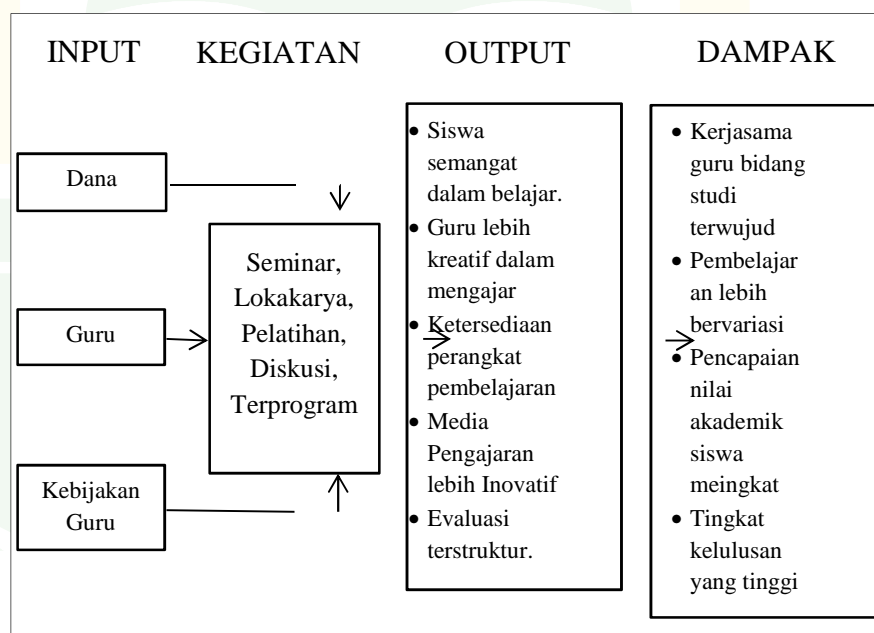 INPUT KEGIATAN OUTPUT DAMPAK
Dana
Guru
Kebijakan
Guru
Seminar,
Lokakarya,
Pelatihan,
Diskusi,
Terprogram
• Siswa
semangat
dalam belajar.
• Guru lebih
kreatif dalam
mengajar
• Ketersediaan
perangkat
pembelajaran
• Media
Pengajaran
lebih Inovatif
• Evaluasi
terstruktur.
• Kerjasama
guru bidang
studi
terwujud
• Pembelajar
an lebih
bervariasi
• Pencapaian
nilai
akademik
siswa
meingkat
• Tingkat
kelulusan
yang tinggi